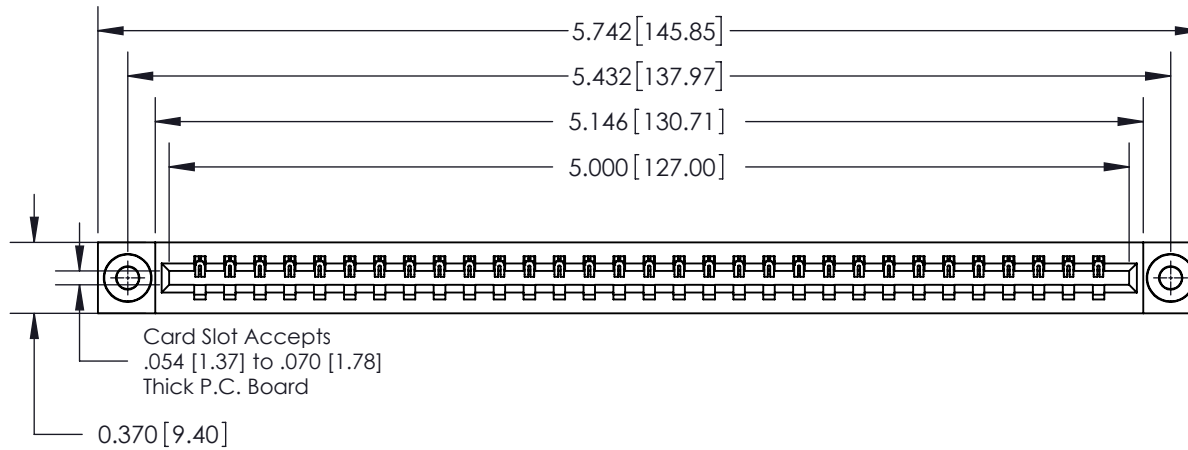 5.742 [145.85]
5.432 [137.97]
5.146 [130.71]
5.000 [127.00]
Card Slot Accepts
.054 [1.37] to .070 [1.78]
Thick P.C. Board
0.370 [9.40]